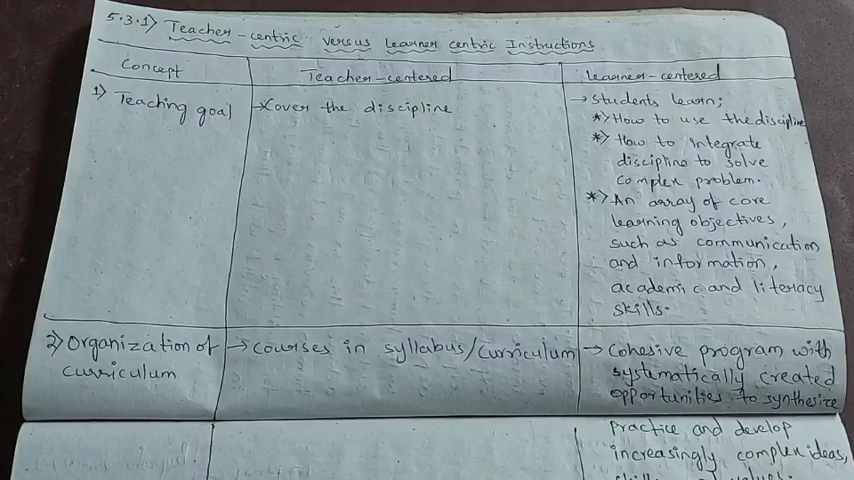 5.3.1) Teacher-centric versus learner centric Instructions
Concept Teacher-centered learner-centered
1) Teaching goal
→ Cover the discipline
→ Students learn;
*) How to use the discipline
*) How to integrate
discipline to solve
complex problem.
*) An array of core
learning objectives,
such as communication
and information,
academic and literacy
skills.
2) Organization of
curriculum
→ courses in syllabus/curriculum
→ Cohesive program with
systematically created
opportunities to synthesize
practice and develop
increasingly complex ideas,
values.